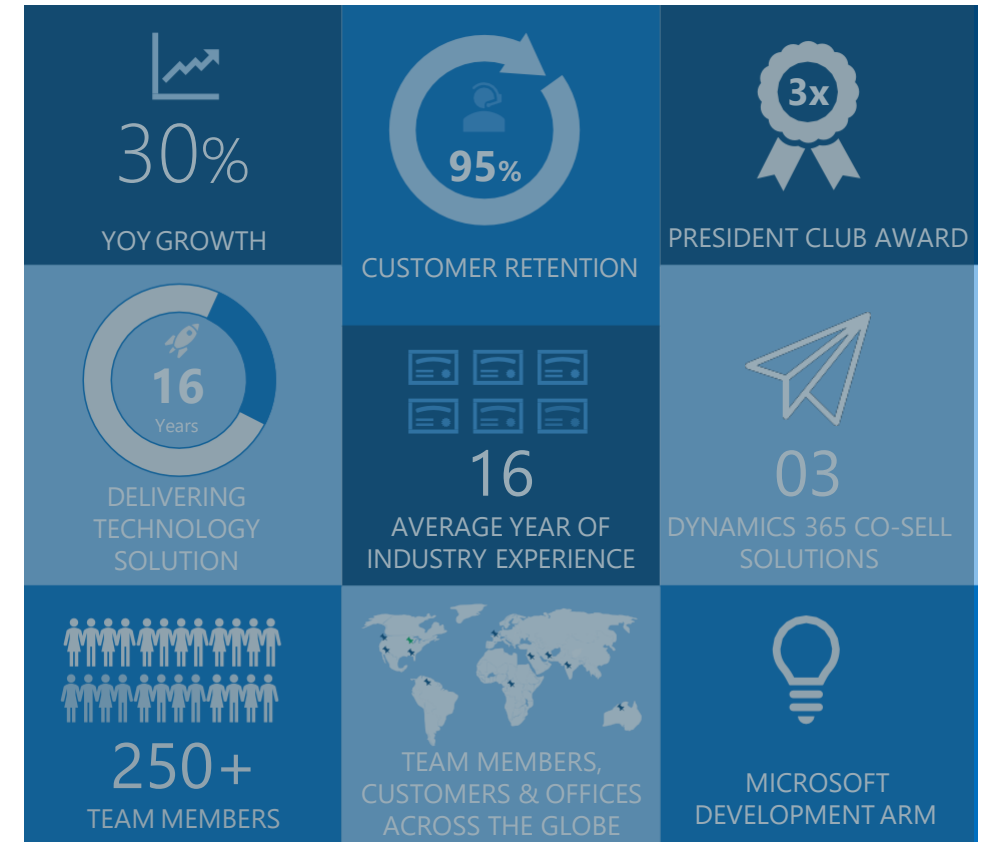 30%
YOY GROWTH
95%
CUSTOMER RETENTION
3x
PRESIDENT CLUB AWARD
16
Years
DELIVERING
TECHNOLOGY
SOLUTION
16
AVERAGE YEAR OF
INDUSTRY EXPERIENCE
03
DYNAMICS 365 CO-SELL
SOLUTIONS
250+
TEAM MEMBERS
TEAM MEMBERS,
CUSTOMERS & OFFICES
ACROSS THE GLOBE
MICROSOFT
DEVELOPMENT ARM